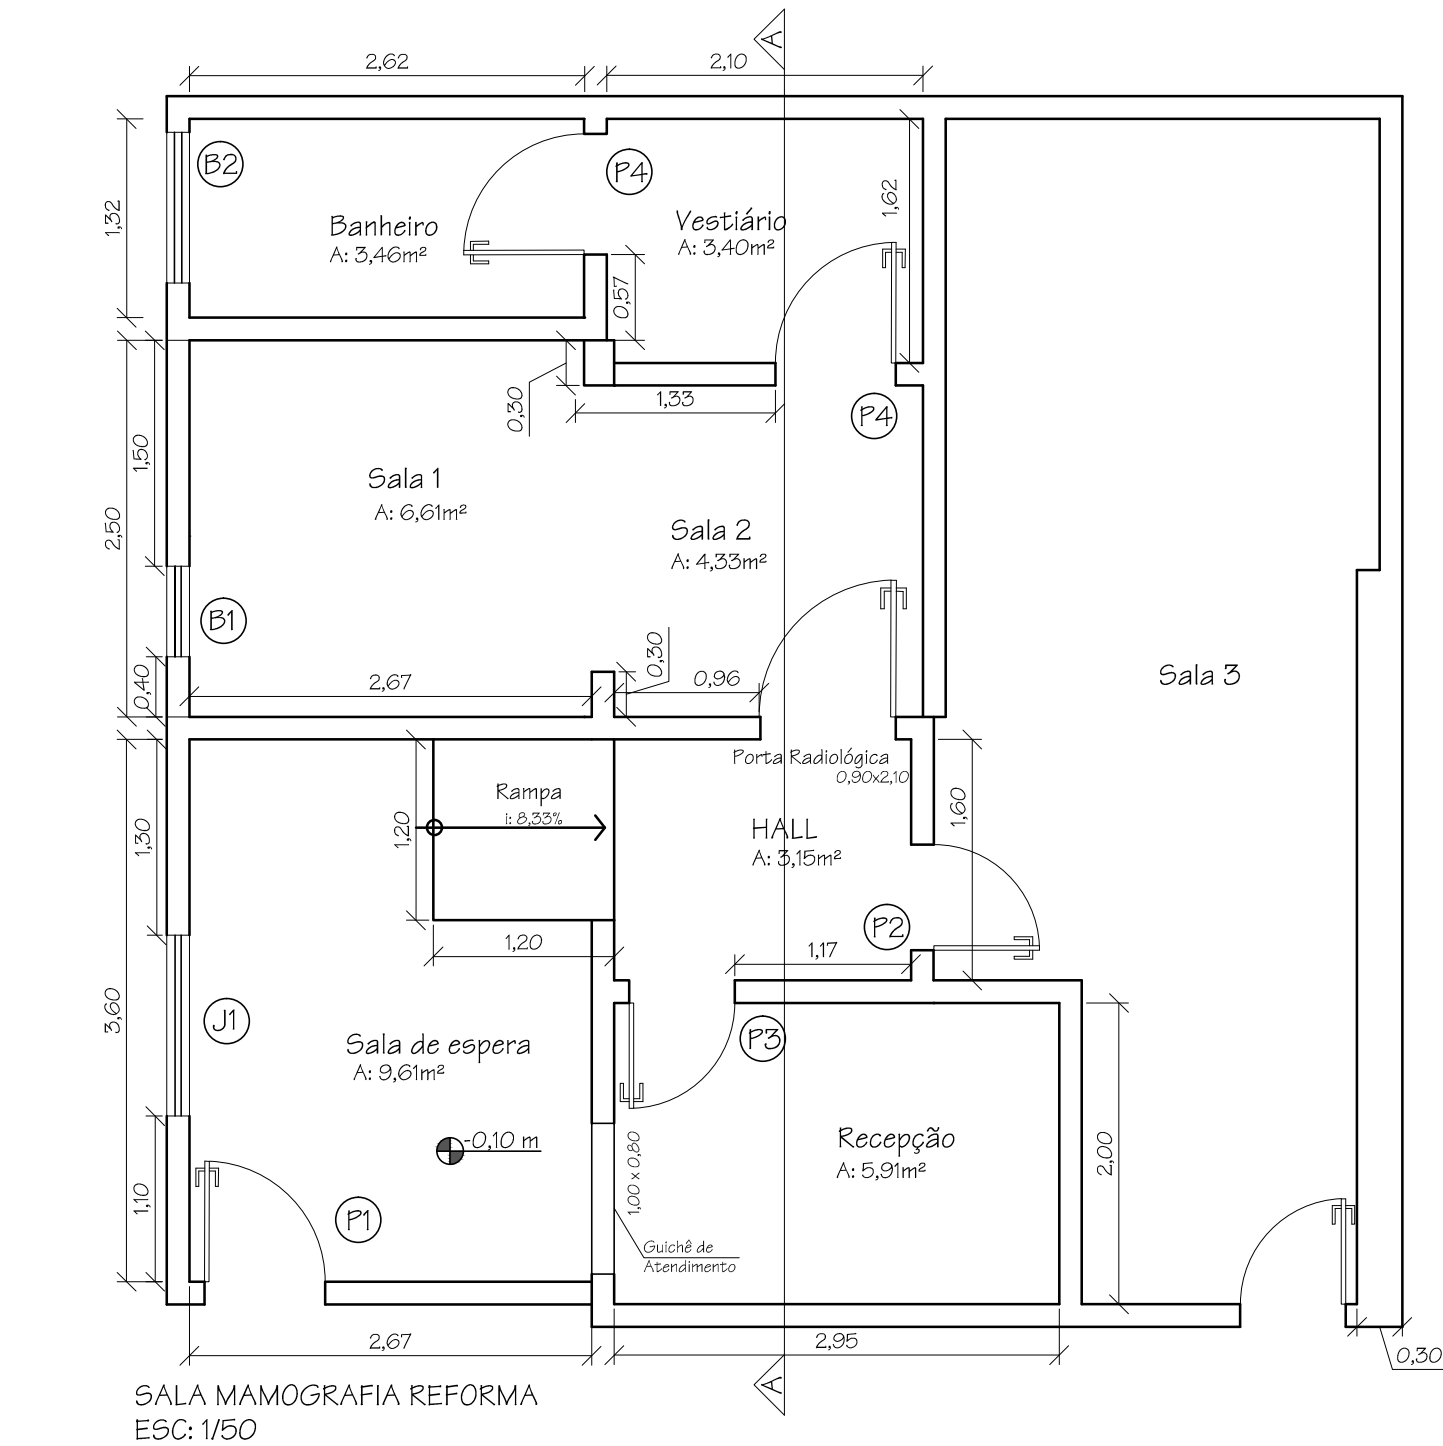 A
2,62
2,10
B2
P4
1,32
1,62
Banheiro
A: 3,46m²
Vestiário
A: 3,40m²
0,57
0,30
1,33
P4
1,50
2,50
Sala 1
A: 6,61m²
Sala 2
A: 4,33m²
B1
0,30
0,40
2,67
0,96
Sala 3
Porta Radiológica
0,90x2,10
Rampa
i: 8,33%
1,20
1,30
1,60
HALL
A: 3,15m²
P2
1,20
1,17
3,60
J1
Sala de espera
A: 9,61m²
P3
-0,10 m
1,00 x 0,80
Recepção
A: 5,91m²
2,00
1,10
P1
Guichê de
Atendimento
2,67
2,95
0,30
A
SALA MAMOGRAFIA REFORMA
ESC: 1/50